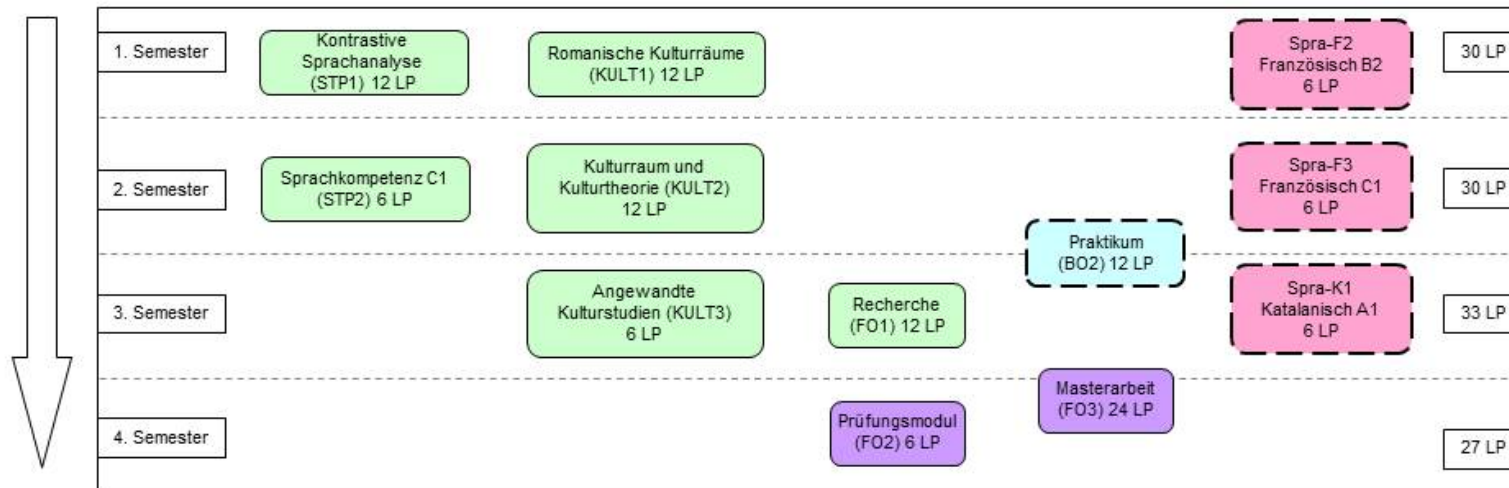 1. Semester
Kontrastive
Sprachanalyse
(STP1) 12 LP
Romanische Kulturräume
(KULT1) 12 LP
Spra-F2
Französisch B2
6 LP
30 LP
2. Semester
Sprachkompetenz C1
(STP2) 6 LP
Kulturraum und
Kulturtheorie (KULT2)
12 LP
Spra-F3
Französisch C1
6 LP
30 LP
Praktikum
(BO2) 12 LP
3. Semester
Angewandte
Kulturstudien (KULT3)
6 LP
Recherche
(FO1) 12 LP
Spra-K1
Katalanisch A1
6 LP
33 LP
Masterarbeit
(FO3) 24 LP
4. Semester
Prüfungsmodul
(FO2) 6 LP
27 LP